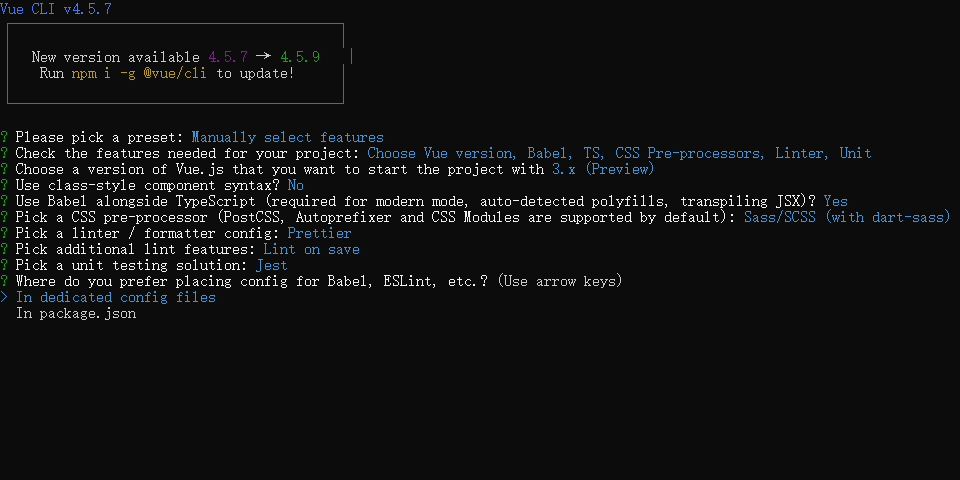 Vue CLI v4.5.7
New version available 4.5.7 → 4.5.9
Run npm i -g @vue/cli to update!
? Please pick a preset: Manually select features
? Check the features needed for your project: Choose Vue version, Babel, TS, CSS Pre-processors, Linter, Unit
? Choose a version of Vue.js that you want to start the project with 3.x (Preview)
? Use class-style component syntax? No
? Use Babel alongside TypeScript (required for modern mode, auto-detected polyfills, transpiling JSX)? Yes
? Pick a CSS pre-processor (PostCSS, Autoprefixer and CSS Modules are supported by default): Sass/SCSS (with dart-sass)
? Pick a linter / formatter config: Prettier
? Pick additional lint features: Lint on save
? Pick a unit testing solution: Jest
? Where do you prefer placing config for Babel, ESLint, etc.? (Use arrow keys)
> In dedicated config files
In package.json